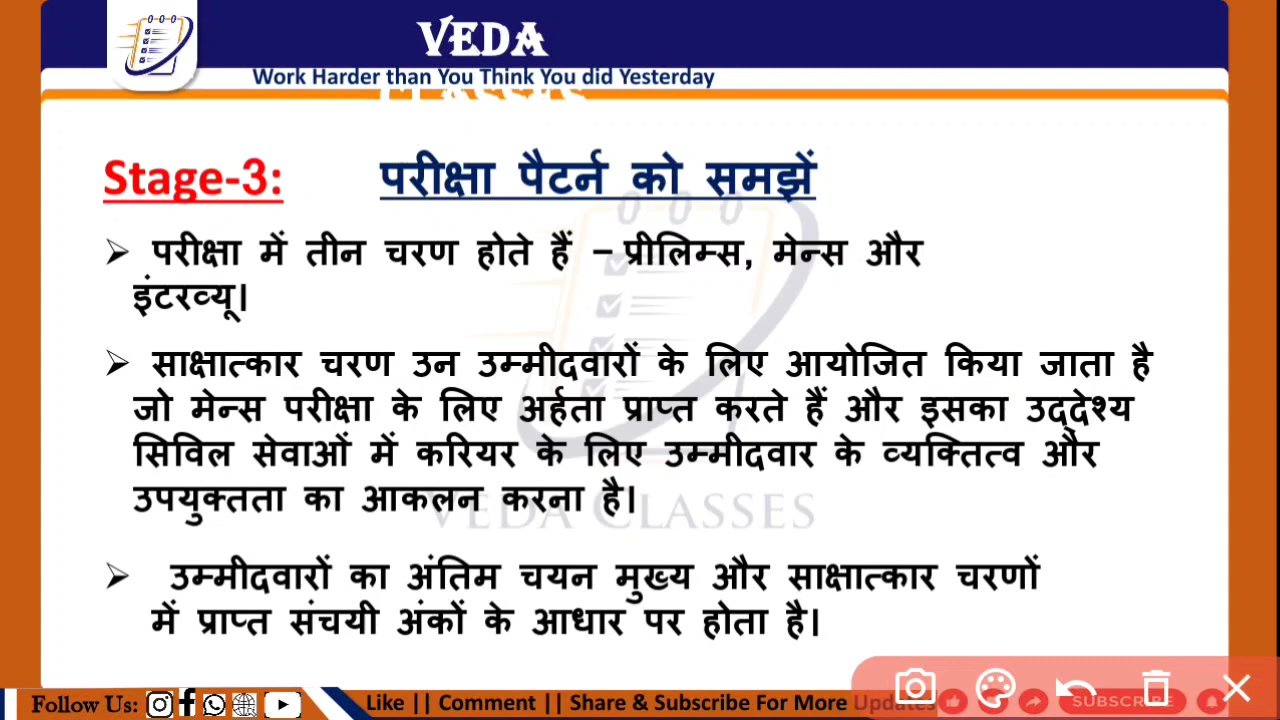 VEDA
Work Harder than You Think You did Yesterday
CLASSES
Stage-3: परीक्षा पैटर्न को समझें
➢ परीक्षा में तीन चरण होते हैं – प्रीलिम्स, मेन्स और
इंटरव्यू।
➢ साक्षात्कार चरण उन उम्मीदवारों के लिए आयोजित किया जाता है
जो मेन्स परीक्षा के लिए अर्हता प्राप्त करते हैं और इसका उद्देश्य
सिविल सेवाओं में करियर के लिए उम्मीदवार के व्यक्तित्व और
उपयुक्तता का आकलन करना है।
VEDA CLASSES
➢ उम्मीदवारों का अंतिम चयन मुख्य और साक्षात्कार चरणों
में प्राप्त संचयी अंकों के आधार पर होता है।
Follow Us: Like || Comment || Share & Subscribe For More Updates SUBSCRIBE